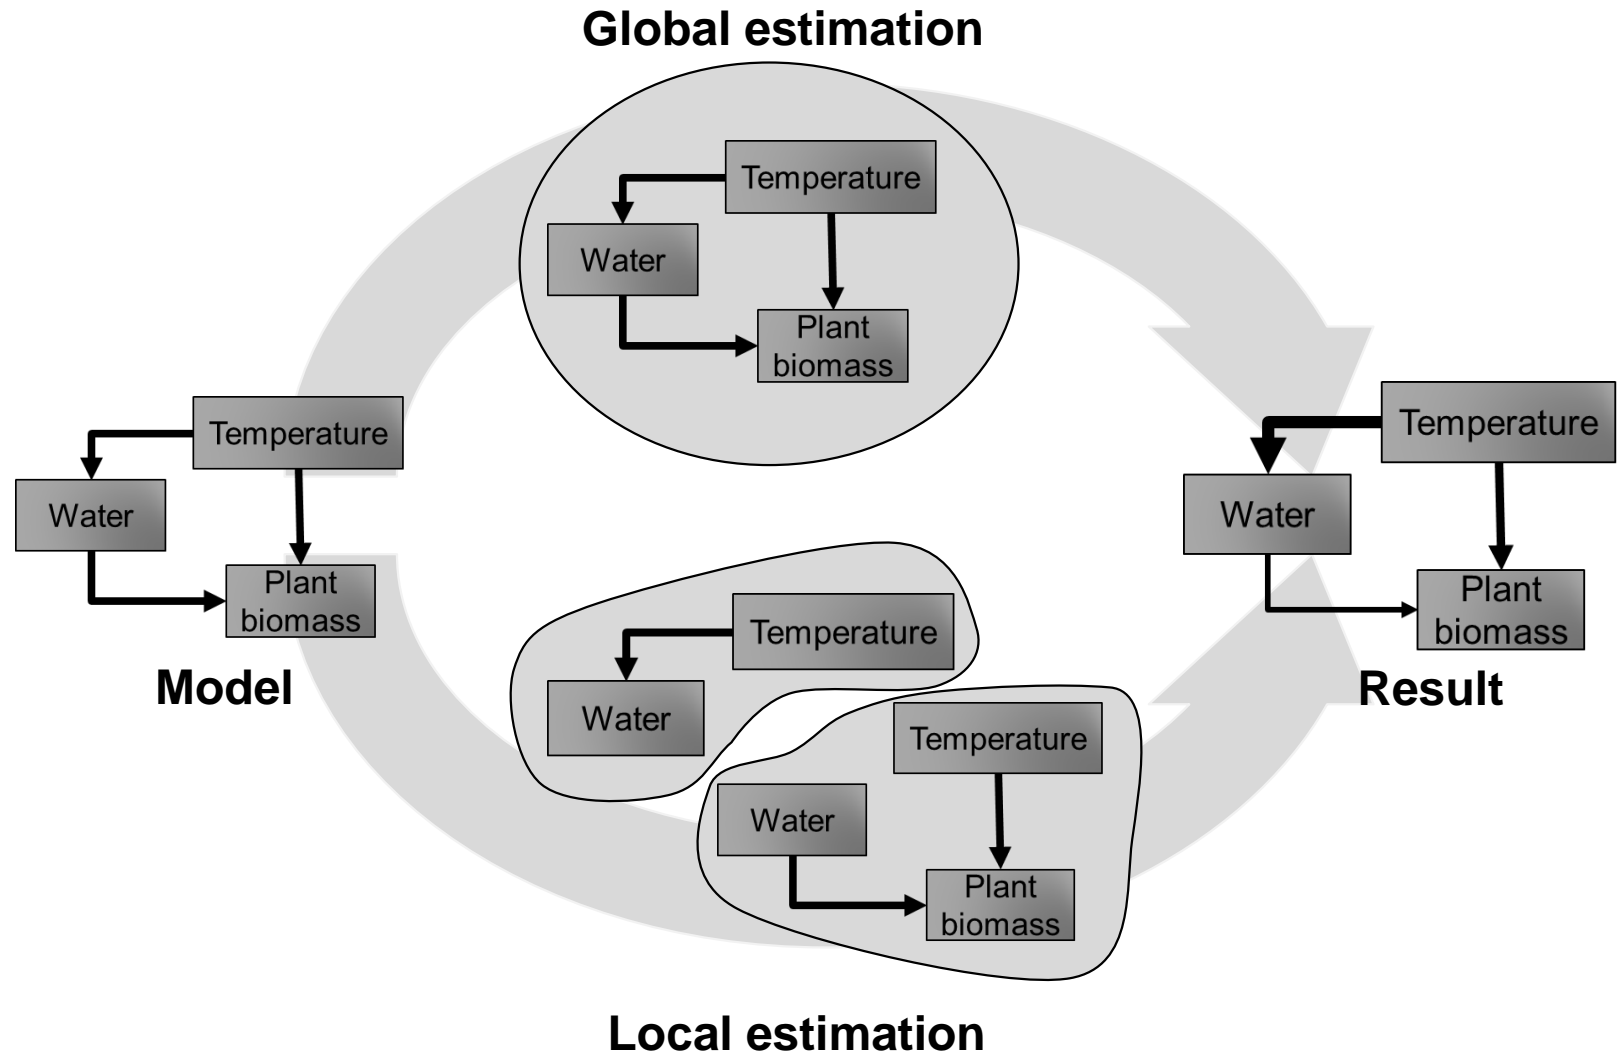 Global estimation
Temperature
Water
Plant
biomass
Temperature
Water
Plant
biomass
Model
Temperature
Water
Plant
biomass
Result
Temperature
Water
Temperature
Water
Plant
biomass
Local estimation